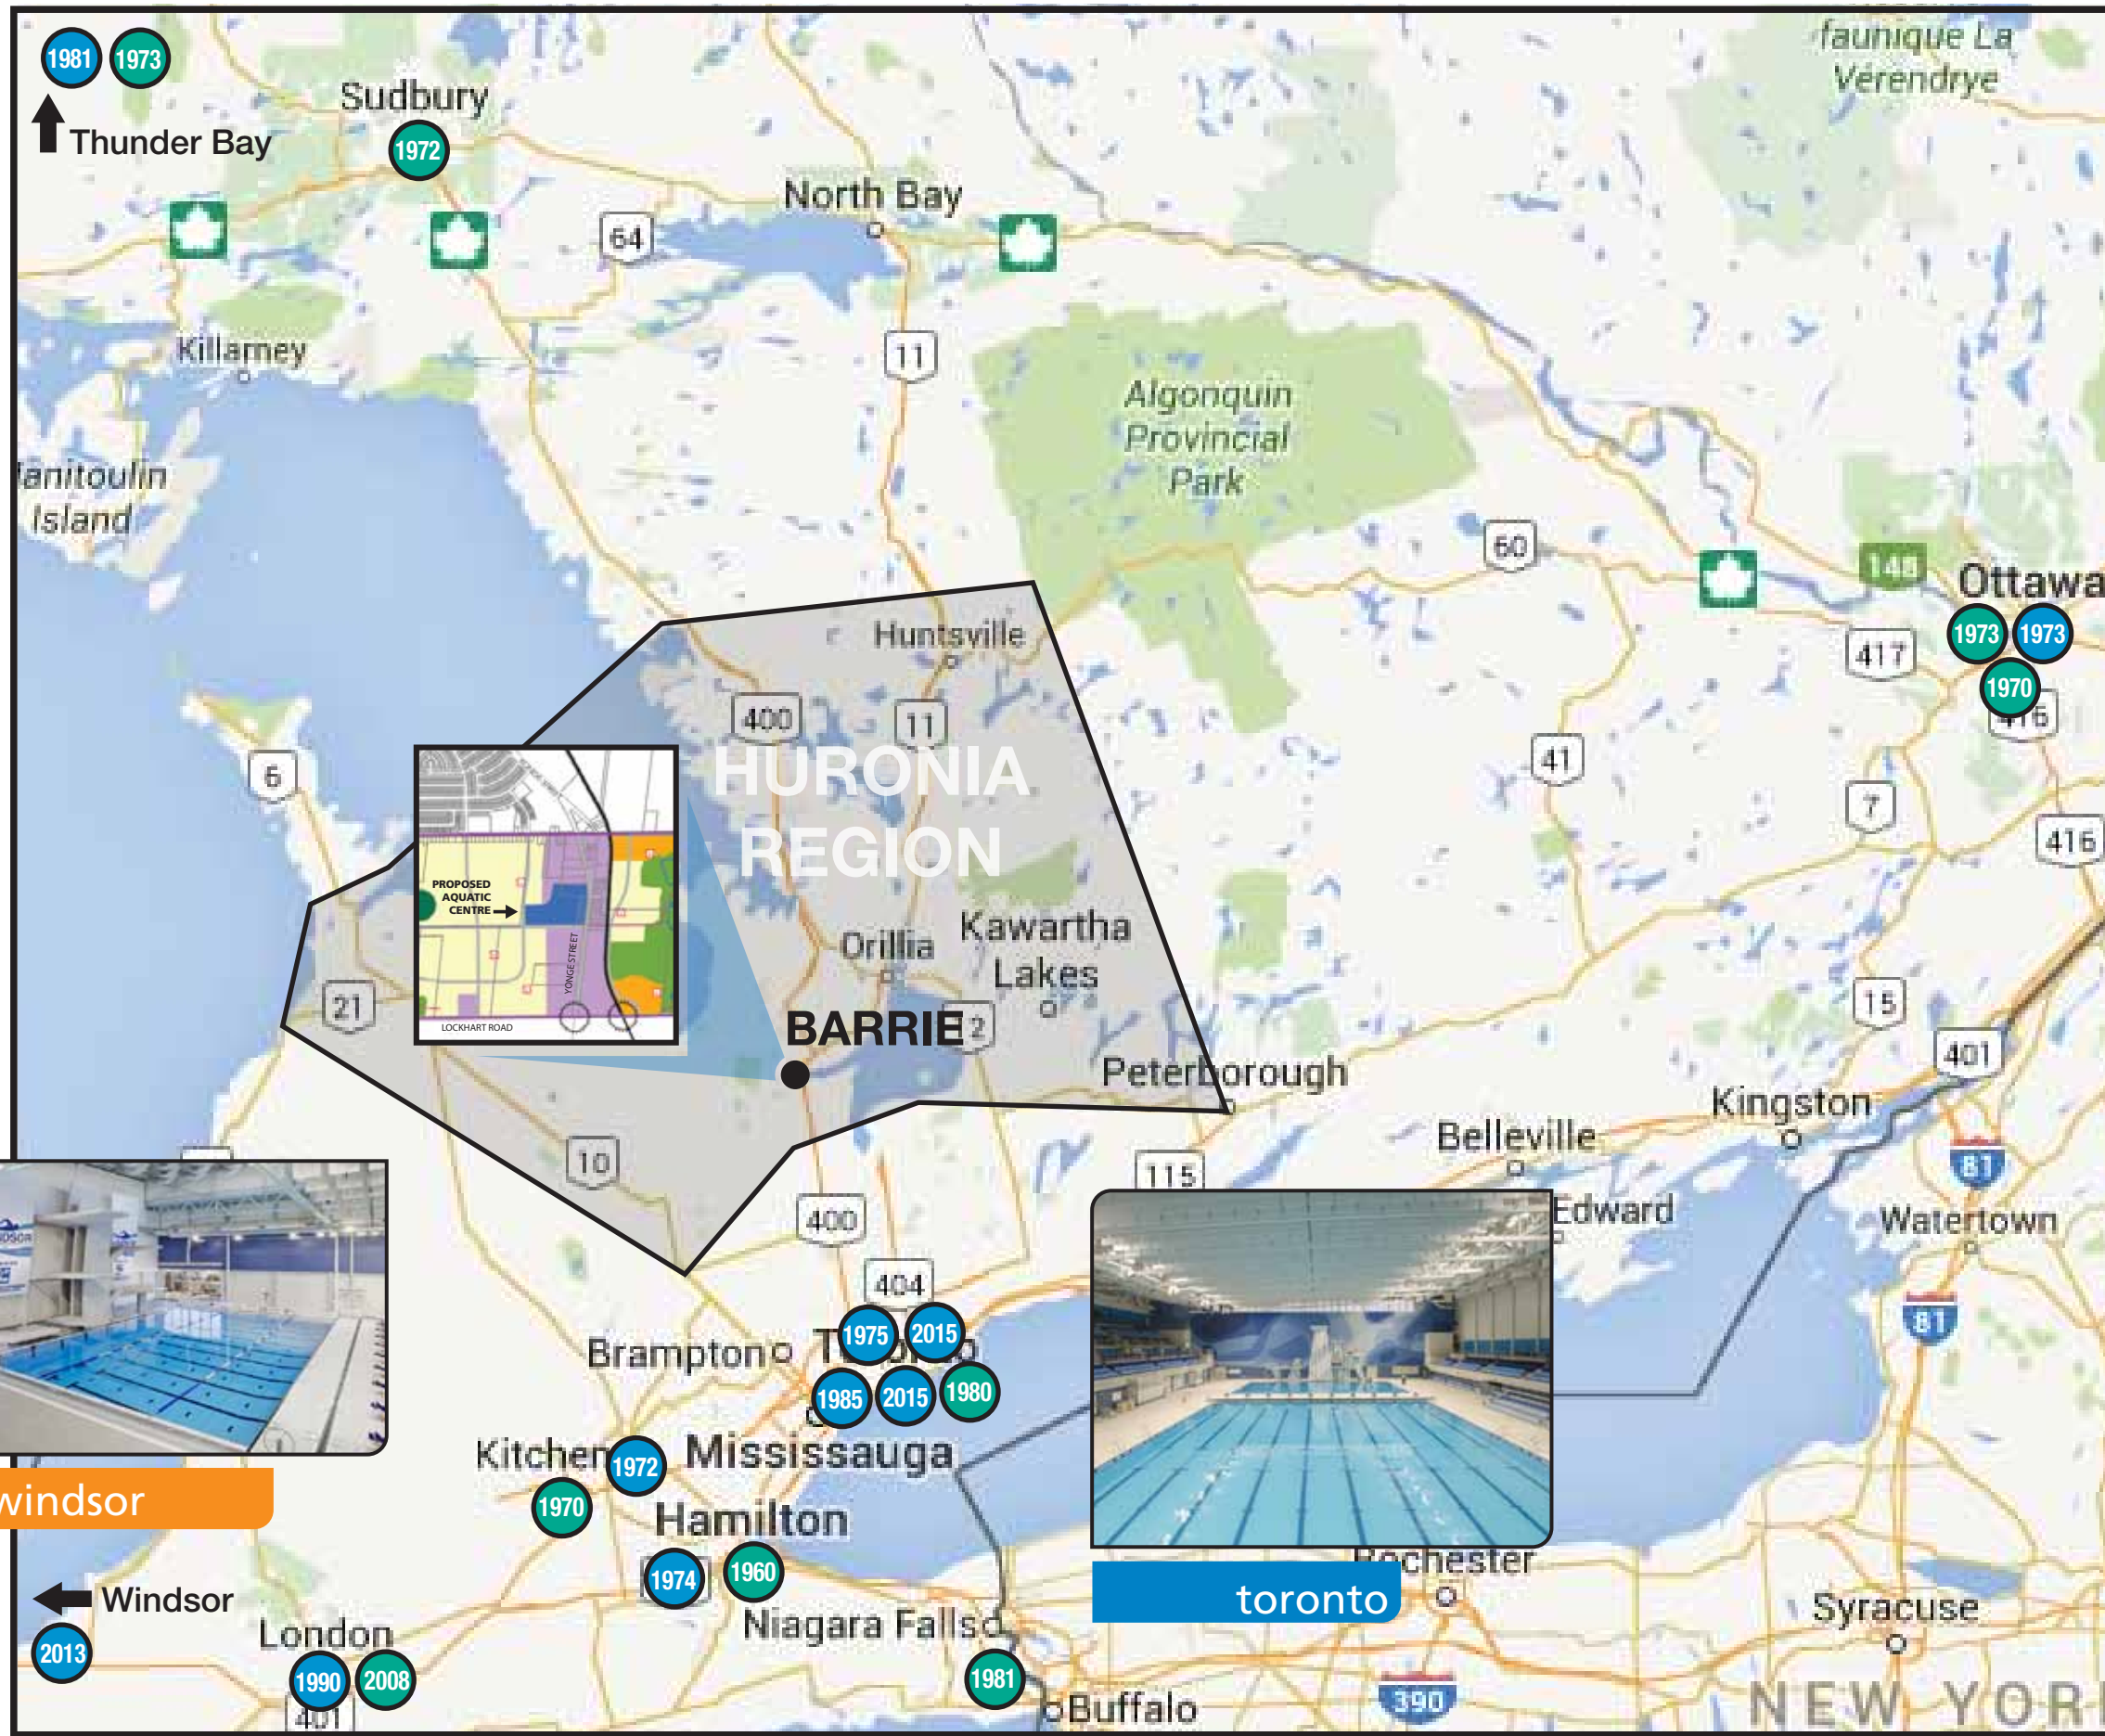 faunique La
Vérendrye
1981 1973
Thunder Bay
Sudbury
1972
North Bay
64
11
Killarney
Algonquin
Provincial
Park
anitoulin
Island
60
148
Ottawa
1973 1973
1970
416
417
Huntsville
400
11
HURONIA
REGION
6
41
7
416
PROPOSED
AQUATIC
CENTRE
YONGE STREET
LOCKHART ROAD
Orillia
Kawartha
Lakes
21
BARRIE
12
15
401
Peterborough
Kingston
Belleville
10
115
81
400
Edward
Watertown
404
81
1975 2015
Brampton
1985 2015 1980
Kitchen
1972
Mississauga
1970
windsor
Hamilton
1974 1960
toronto
Rochester
Windsor
2013
London
1990 2008
401
Niagara Falls
1981
Buffalo
390
Syracuse
NEW YOR